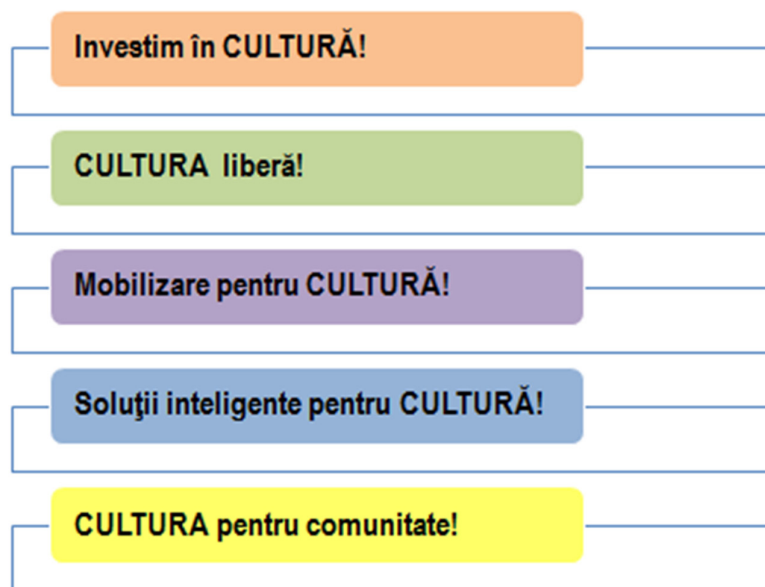 Investim în CULTURĂ!
CULTURA liberă!
Mobilizare pentru CULTURĂ!
Soluţii inteligente pentru CULTURĂ!
CULTURA pentru comunitate!